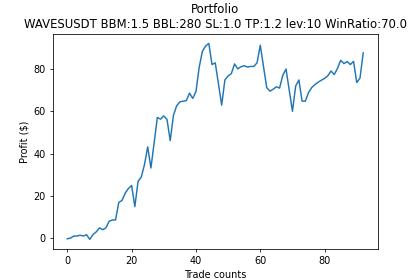 Portfolio
WAVESUSDT BBM:1.5 BBL:280 SL:1.0 TP:1.2 lev:10 WinRatio:70.0
80
60
40
20
0
Profit ($)
0 20 40 60 80
Trade counts